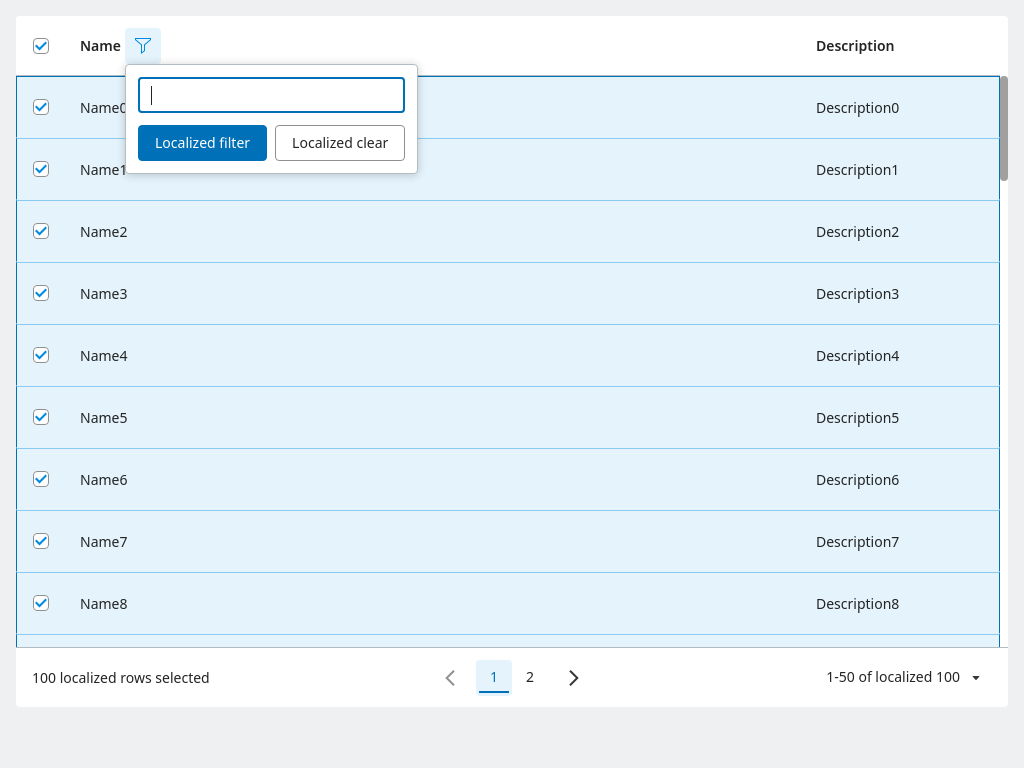 Name Description
Localized filter Localized clear
Name0 Description0
Name1 Description1
Name2 Description2
Name3 Description3
Name4 Description4
Name5 Description5
Name6 Description6
Name7 Description7
Name8 Description8
100 localized rows selected 1 2 1-50 of localized 100